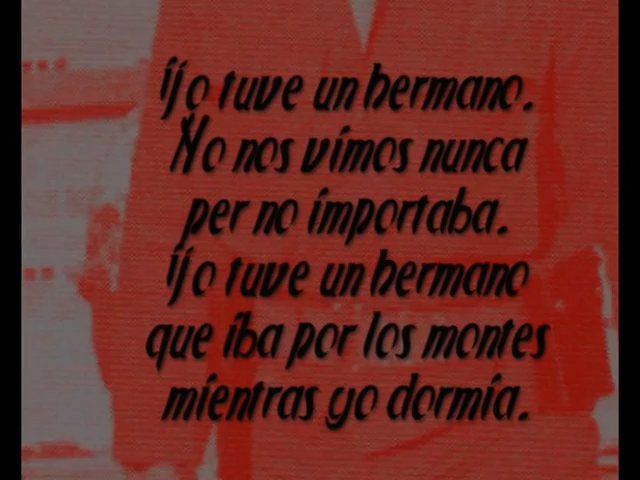 Yo tuve un hermano.
No nos vimos nunca
per no importaba.
Yo tuve un hermano
que iba por los montes
mientras yo dormía.